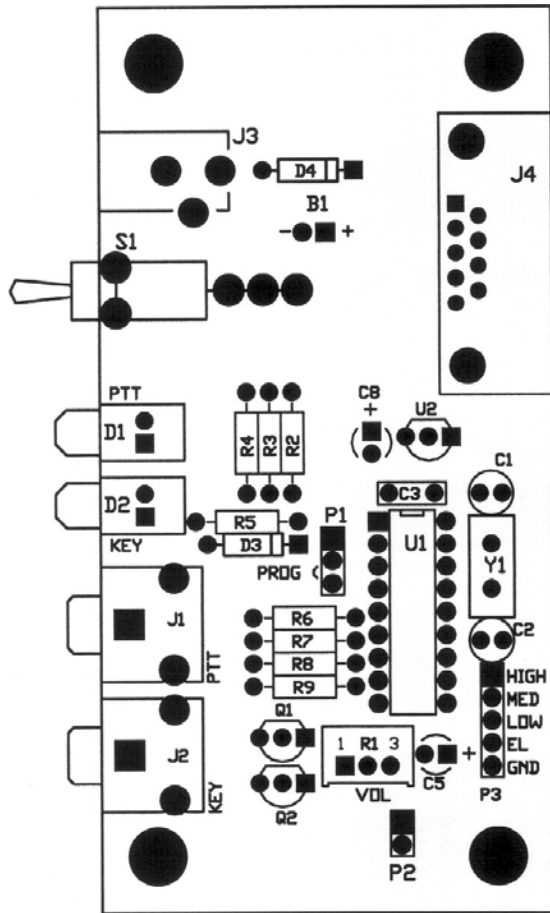 J3
D4
J4
B1
- +
S1
PTT
D1
C8
+
U2
R4 R3 R2
C1
D2
C3
R5
P1
KEY
D3
U1
Y1
PROG (
J1
PTT
R6
R7
R8
R9
C2
HIGH
MED
LOW
EL
GND
P3
Q1
J2
1 R1 3
+
C5
KEY
Q2
VOL
P2